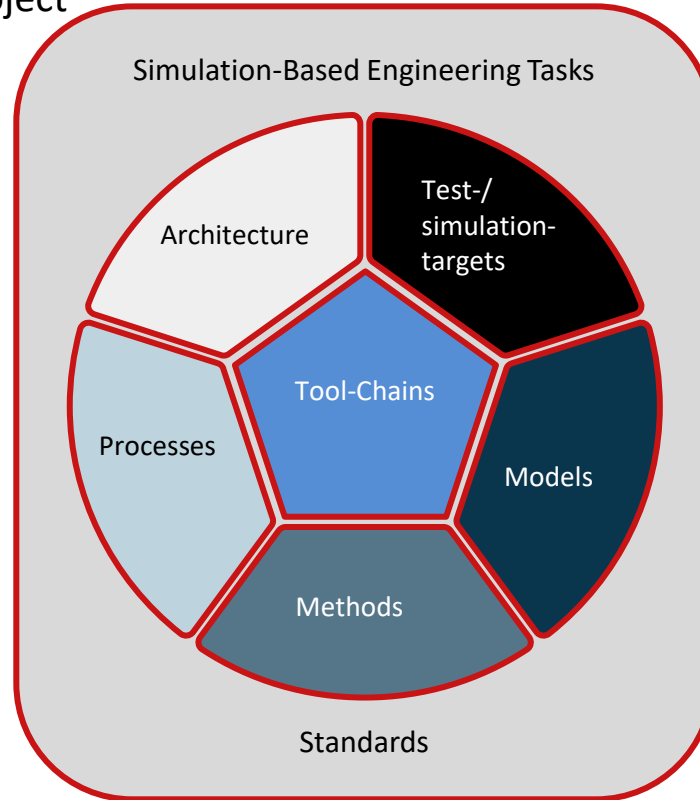 Simulation-Based Engineering Tasks
Architecture
Test-/
simulation-
targets
Tool-Chains
Processes
Models
Methods
Standards